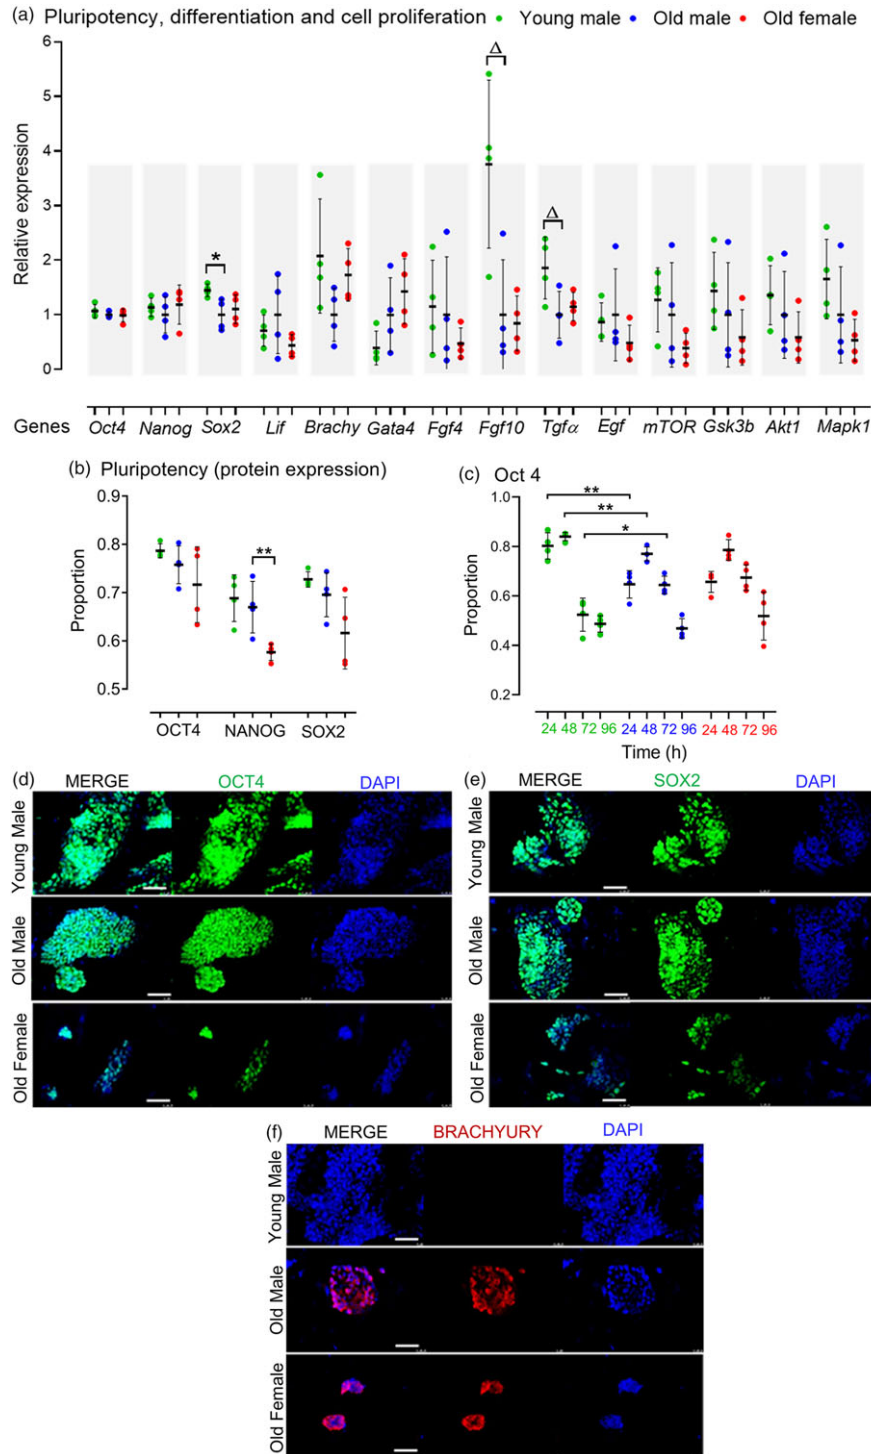 (a) Pluripotency, differentiation and cell proliferation • Young male • Old male • Old female
Relative expression
6
5
4
3
2
1
0
* Δ Δ
Genes Oct4 Nanog Sox2 Lif Brachy Gata4 Fgf4 Fgf10 Tgfα Egf mTOR Gsk3b Akt1 Mapk1
(b) Pluripotency (protein expression)
Proportion
0.9
0.8
0.7
0.6
0.5
**
OCT4 NANOG SOX2
(c) Oct 4
Proportion
1.0
0.8
0.6
0.4
0.2
**
**
*
24 48 72 96 24 48 72 96 24 48 72 96
Time (h)
(d) MERGE OCT4 DAPI
Young Male
Old Male
Old Female
(e) MERGE SOX2 DAPI
Young Male
Old Male
Old Female
(f) MERGE BRACHYURY DAPI
Young Male
Old Male
Old Female